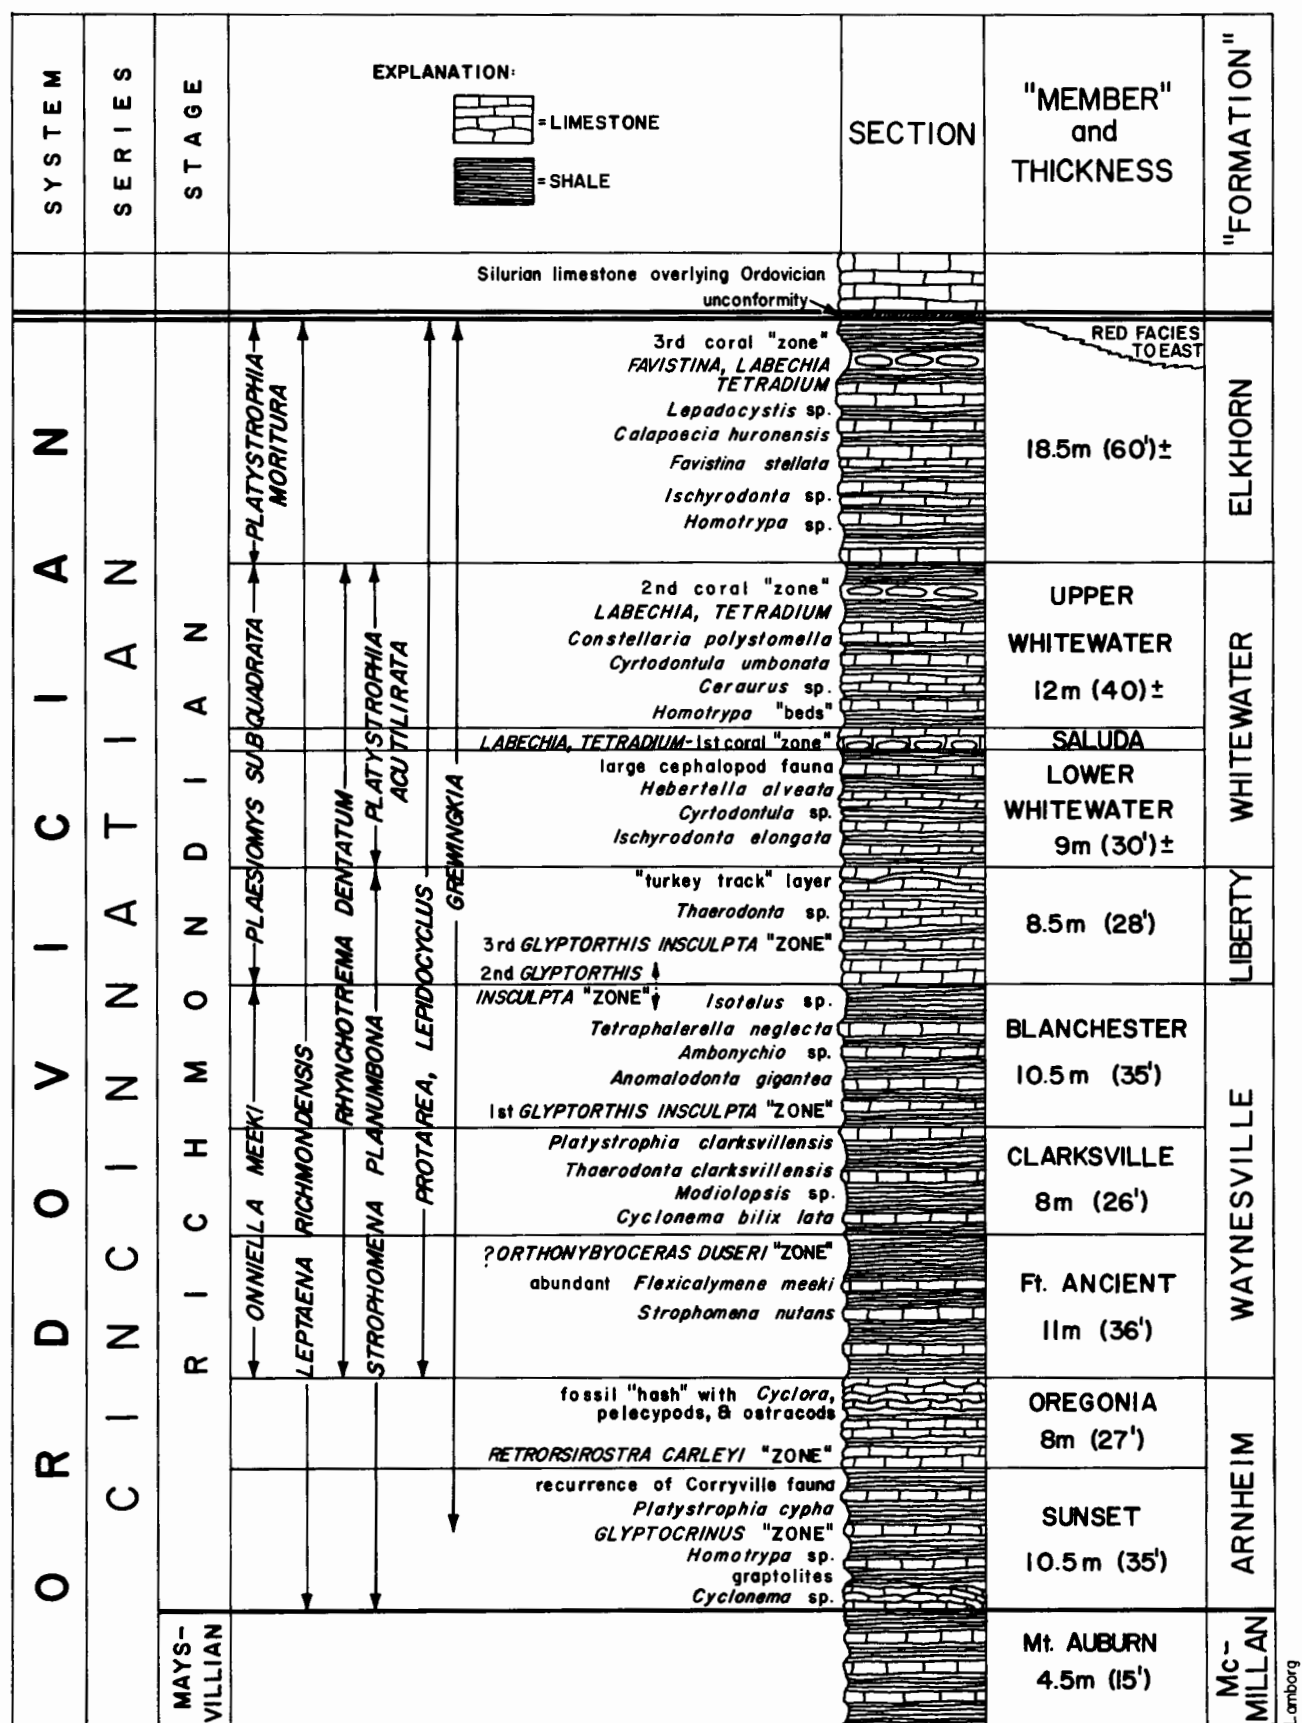 SYSTEM
SERIES
STAGE
EXPLANATION:
=LIMESTONE
=SHALE
SECTION
"MEMBER"
and
THICKNESS
"FORMATION"
Silurian limestone overlying Ordovician
unconformity
ORDOVICIAN
CINCINNATIAN
RICHMONDIAN
MAYS-
VILLIAN
PLATYSTROPHIA
MORITURA
PLAESIOMYS SUBQUADRATA
ONNIELLA MEEKI
LEPTAENA RICHMONDENSIS
RHYNCHOTREMA DENTATUM
PLATYSTROPHIA
ACUTILIRATA
STROPHOMENA PLANUMBONA
PROTAREA, LEPIDOCYCLUS
GREWINGKIA
3rd coral "zone"
FAVISTINA, LABECHIA
TETRADIUM
Lepadocystis sp.
Calapoecia huronensis
Favistina stellata
Ischyrodonta sp.
Homotrypa sp.
2nd coral "zone"
LABECHIA, TETRADIUM
Constellaria polystomella
Cyrtodontula umbonata
Ceraurus sp.
Homotrypa "beds"
LABECHIA, TETRADIUM-1st coral "zone"
large cephalopod fauna
Hebertella alveata
Cyrtodontula sp.
Ischyrodonta elongata
"turkey track" layer
Thaerodonta sp.
3rd GLYPTORTHIS INSCULPTA "ZONE"
2nd GLYPTORTHIS
INSCULPTA "ZONE"
Isotelus sp.
Tetraphalerella neglecta
Ambonychio sp.
Anomalodonta gigantea
1st GLYPTORTHIS INSCULPTA "ZONE"
Platystrophia clarksvillensis
Thaerodonta clarksvillensis
Modiolopsis sp.
Cyclonema bilix lata
?ORTHONYBYOCERAS DUSERI "ZONE"
abundant Flexicalymene meeki
Strophomena nutans
fossil "hash" with Cyclora,
pelecypods, & ostracods
RETRORSIROSTRA CARLEYI "ZONE"
recurrence of Corryville fauna
Platystrophia cypha
GLYPTOCRINUS "ZONE"
Homotrypa sp.
graptolites
Cyclonema sp.
RED FACIES
TO EAST
18.5m (60')±
UPPER
WHITEWATER
12m (40)±
SALUDA
LOWER
WHITEWATER
9m (30')±
8.5m (28')
BLANCHESTER
10.5m (35')
CLARKSVILLE
8m (26')
Ft. ANCIENT
11m (36')
OREGONIA
8m (27')
SUNSET
10.5m (35')
Mt. AUBURN
4.5m (15')
ELKHORN
WHITEWATER
LIBERTY
WAYNESVILLE
ARNHEIM
Mc-
MILLAN